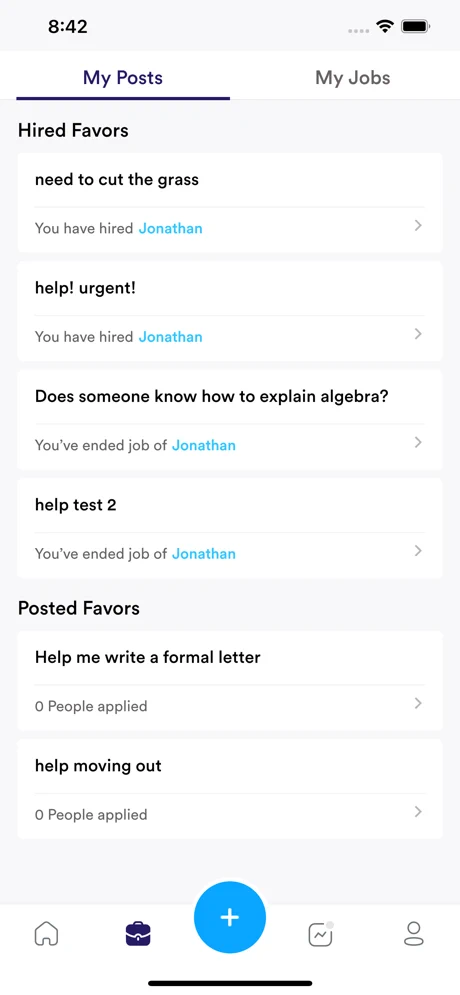 8:42
My Posts
My Jobs
Hired Favors
need to cut the grass
You have hired Jonathan
help! urgent!
You have hired Jonathan
Does someone know how to explain algebra?
You’ve ended job of Jonathan
help test 2
You’ve ended job of Jonathan
Posted Favors
Help me write a formal letter
0 People applied
help moving out
0 People applied